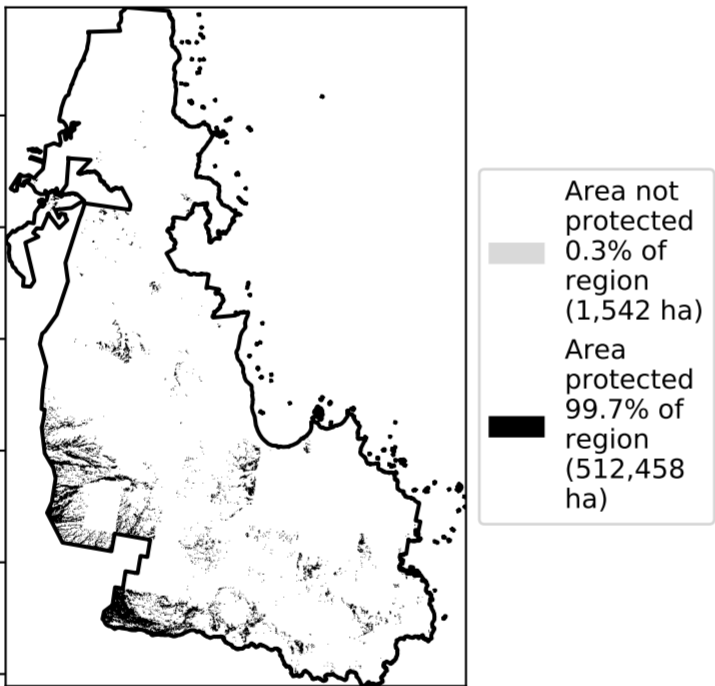 Area not
protected
0.3% of
region
(1,542 ha)
Area
protected
99.7% of
region
(512,458
ha)